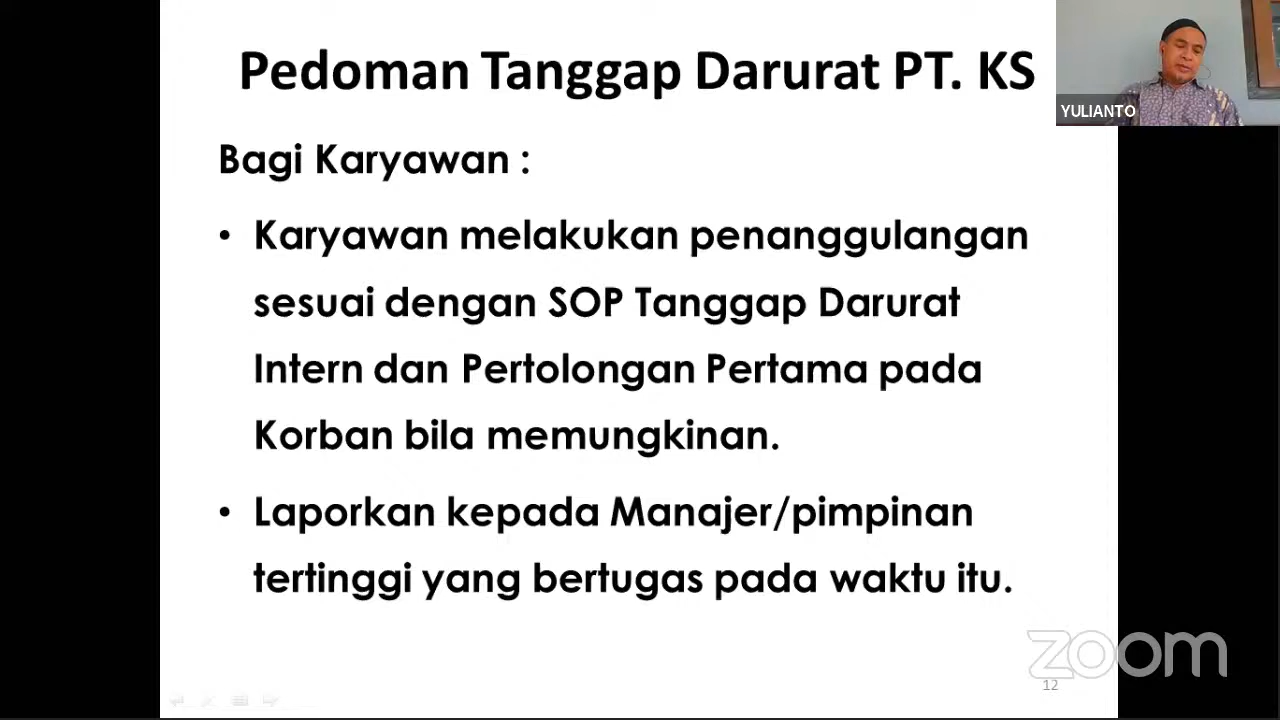 Pedoman Tanggap Darurat PT. KS
YULIANTO
Bagi Karyawan :
• Karyawan melakukan penanggulangan
sesuai dengan SOP Tanggap Darurat
Intern dan Pertolongan Pertama pada
Korban bila memungkinan.
• Laporkan kepada Manajer/pimpinan
tertinggi yang bertugas pada waktu itu.
zoom
12